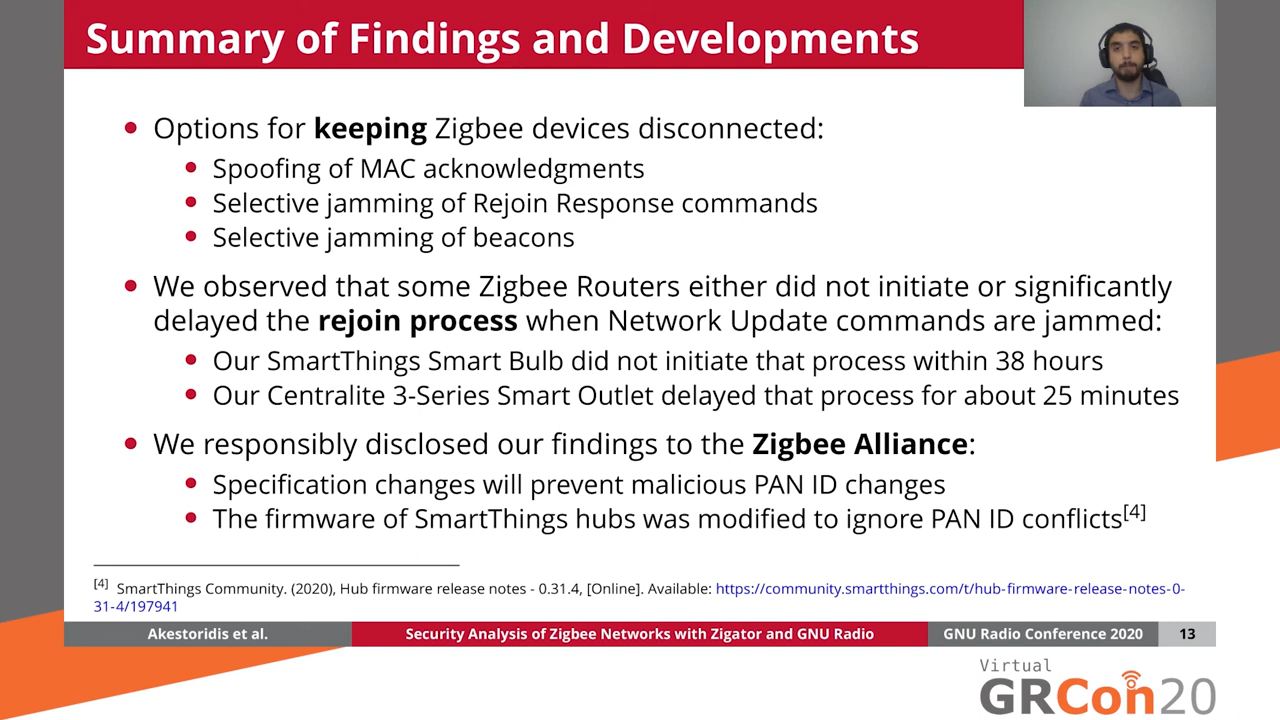 Summary of Findings and Developments
• Options for keeping Zigbee devices disconnected:
• Spoofing of MAC acknowledgments
• Selective jamming of Rejoin Response commands
• Selective jamming of beacons
• We observed that some Zigbee Routers either did not initiate or significantly
delayed the rejoin process when Network Update commands are jammed:
• Our SmartThings Smart Bulb did not initiate that process within 38 hours
• Our Centralite 3-Series Smart Outlet delayed that process for about 25 minutes
• We responsibly disclosed our findings to the Zigbee Alliance:
• Specification changes will prevent malicious PAN ID changes
• The firmware of SmartThings hubs was modified to ignore PAN ID conflicts[4]
[4] SmartThings Community. (2020), Hub firmware release notes - 0.31.4, [Online]. Available: https://community.smartthings.com/t/hub-firmware-release-notes-0-
31-4/197941
Akestoridis et al. Security Analysis of Zigbee Networks with Zigator and GNU Radio GNU Radio Conference 2020 13
Virtual
GRCon20